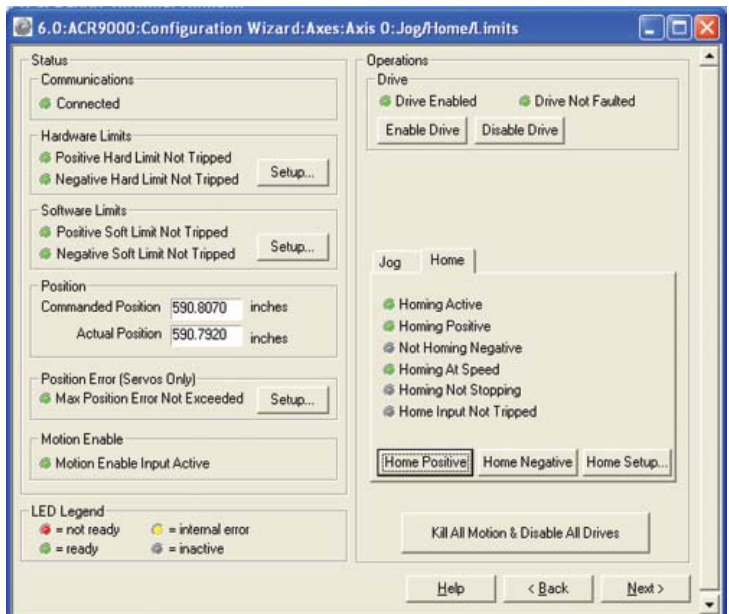 6.0:ACR9000:Configuration Wizard:Axes:Axis 0:Jog/Home/Limits
Status
Communications
Connected
Hardware Limits
Positive Hard Limit Not Tripped
Negative Hard Limit Not Tripped
Setup...
Software Limits
Positive Soft Limit Not Tripped
Negative Soft Limit Not Tripped
Setup...
Position
Commanded Position 590.8070 inches
Actual Position 590.7920 inches
Position Error (Servos Only)
Max Position Error Not Exceeded
Setup...
Motion Enable
Motion Enable Input Active
LED Legend
= not ready = internal error
= ready = inactive
Operations
Drive
Drive Enabled Drive Not Faulted
Enable Drive Disable Drive
Jog Home
Homing Active
Homing Positive
Not Homing Negative
Homing At Speed
Homing Not Stopping
Home Input Not Tripped
Home Positive Home Negative Home Setup...
Kill All Motion & Disable All Drives
Help < Back Next >